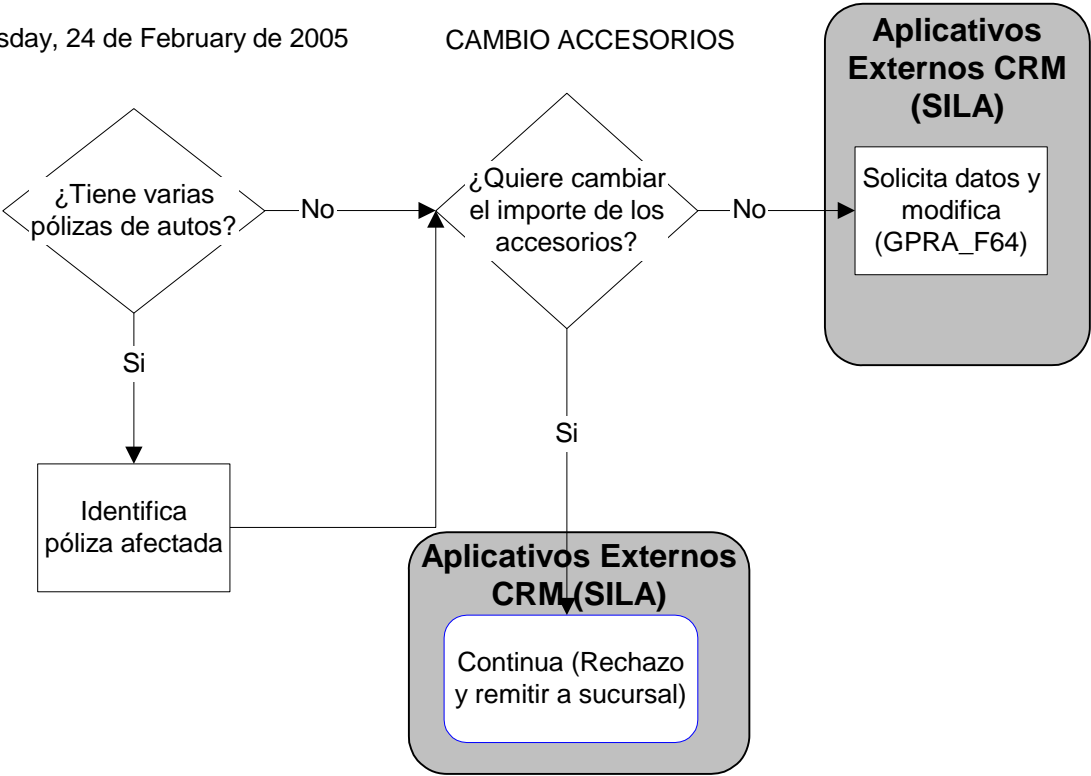 sday, 24 de February de 2005
CAMBIO ACCESORIOS
Aplicativos
Externos CRM
(SILA)
¿Tiene varias
pólizas de autos?
No
¿Quiere cambiar
el importe de los
accesorios?
No
Solicita datos y
modifica
(GPRA_F64)
Si
Si
Identifica
póliza afectada
Aplicativos Externos
CRM (SILA)
Continua (Rechazo
y remitir a sucursal)